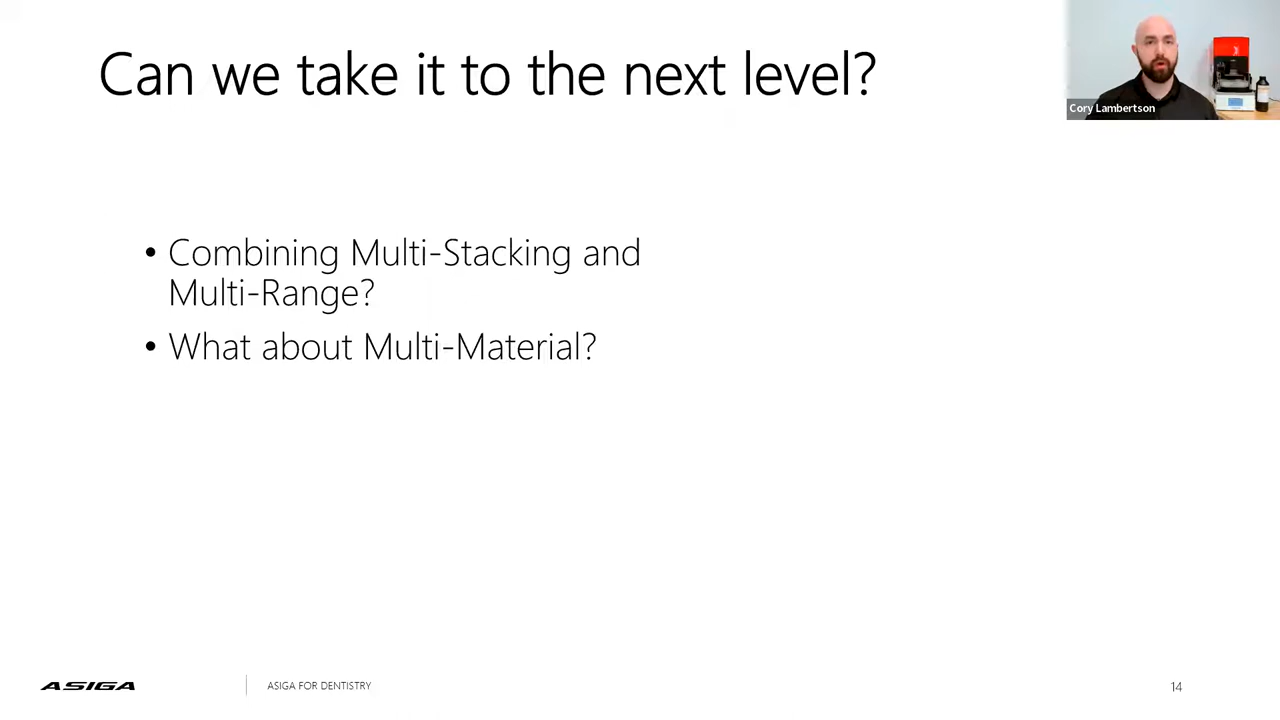 Can we take it to the next level?
Cory Lambertson
• Combining Multi-Stacking and
Multi-Range?
• What about Multi-Material?
ASIGA
ASIGA FOR DENTISTRY
14